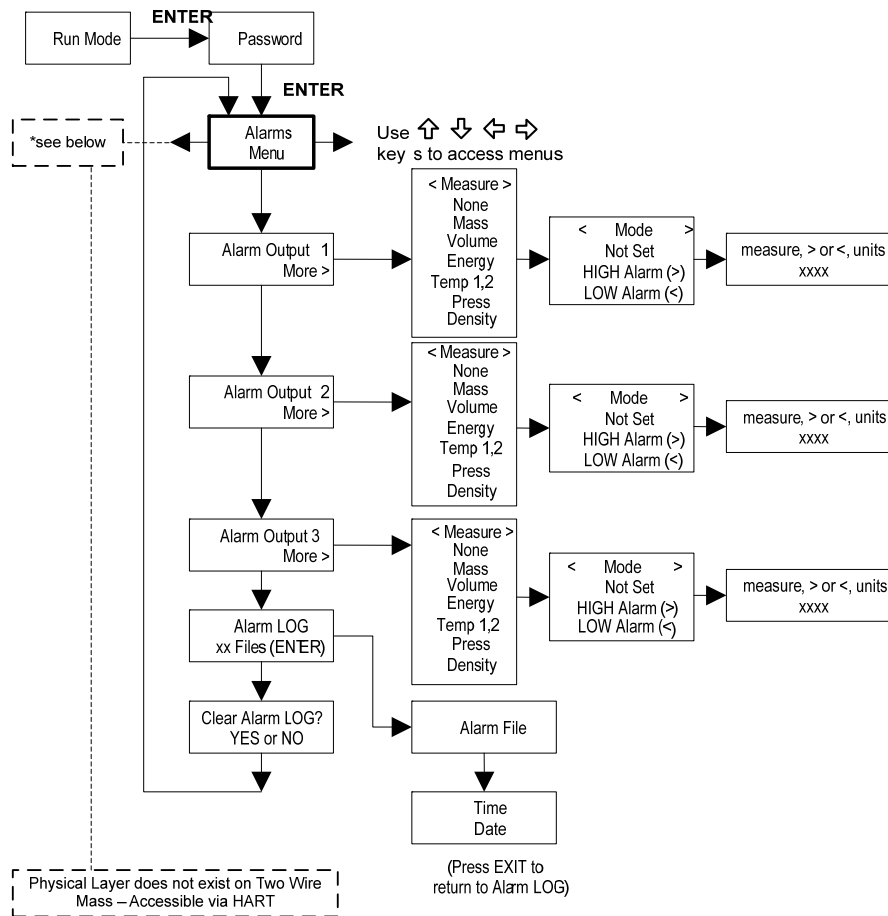 ENTER
Run Mode
Password
ENTER
*see below
Alarms
Menu
Use
key s to access menus
< Measure >
None
Mass
Volume
Energy
Temp 1,2
Press
Density
Alarm Output 1
More >
< Mode >
Not Set
HIGH Alarm (>)
LOW Alarm (<)
measure, > or <, units
xxxx
< Measure >
None
Mass
Volume
Energy
Temp 1,2
Press
Density
Alarm Output 2
More >
< Mode >
Not Set
HIGH Alarm (>)
LOW Alarm (<)
measure, > or <, units
xxxx
< Measure >
None
Mass
Volume
Energy
Temp 1,2
Press
Density
Alarm Output 3
More >
< Mode >
Not Set
HIGH Alarm (>)
LOW Alarm (<)
measure, > or <, units
xxxx
Alarm LOG
xx Files (ENTER)
Clear Alarm LOG?
YES or NO
Alarm File
Time
Date
(Press EXIT to
return to Alarm LOG)
Physical Layer does not exist on Two Wire
Mass – Accessible via HART